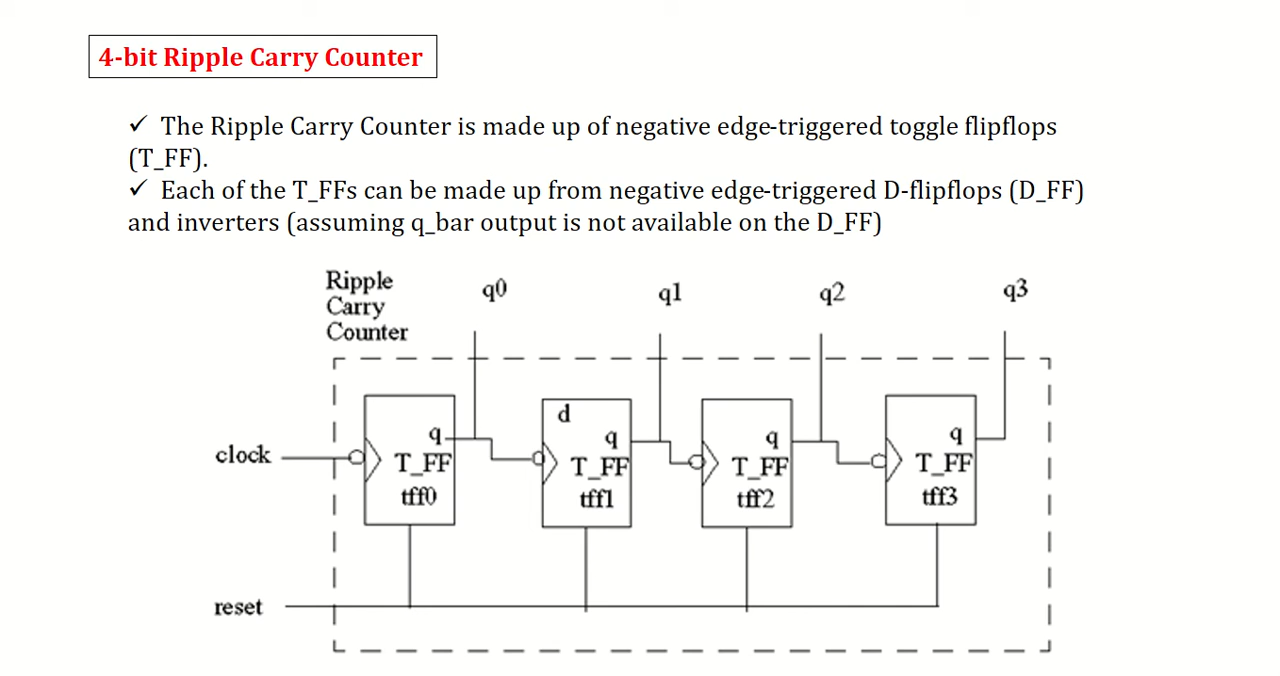 4-bit Ripple Carry Counter
✓ The Ripple Carry Counter is made up of negative edge-triggered toggle flipflops
(T_FF).
✓ Each of the T_FFs can be made up from negative edge-triggered D-flipflops (D_FF)
and inverters (assuming q_bar output is not available on the D_FF)
Ripple
Carry
Counter
q0
q1
q2
q3
clock
q
T_FF
tff0
d
q
T_FF
tff1
q
T_FF
tff2
q
T_FF
tff3
reset